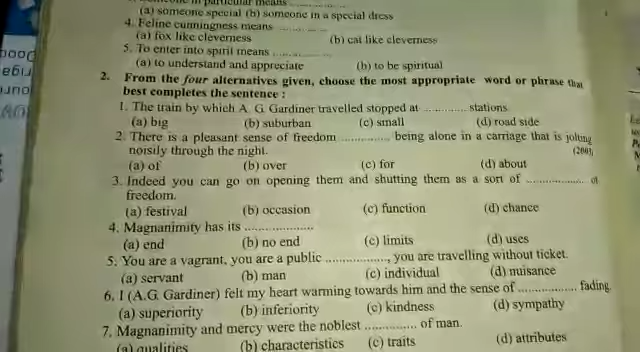 in particular means ..............
(a) someone special (b) someone in a special dress
4. Feline cunningness means ..............
(a) fox like cleverness (b) cat like cleverness
5. To enter into spirit means ..............
(a) to understand and appreciate (b) to be spiritual
2. From the four alternatives given, choose the most appropriate word or phrase that
best completes the sentence :
1. The train by which A. G. Gardiner travelled stopped at ............ stations.
(a) big (b) suburban (c) small (d) road side
2. There is a pleasant sense of freedom ............. being alone in a carriage that is jolting
noisily through the night.
(a) of (b) over (c) for (d) about
3. Indeed you can go on opening them and shutting them as a sort of ................. of
freedom.
(a) festival (b) occasion (c) function (d) chance
4. Magnanimity has its ...................
(a) end (b) no end (c) limits (d) uses
5. You are a vagrant, you are a public ................, you are travelling without ticket.
(a) servant (b) man (c) individual (d) nuisance
6. I (A.G. Gardiner) felt my heart warming towards him and the sense of ................ fading.
(a) superiority (b) inferiority (c) kindness (d) sympathy
7. Magnanimity and mercy were the noblest .............. of man.
(a) qualities (b) characteristics (c) traits (d) attributes